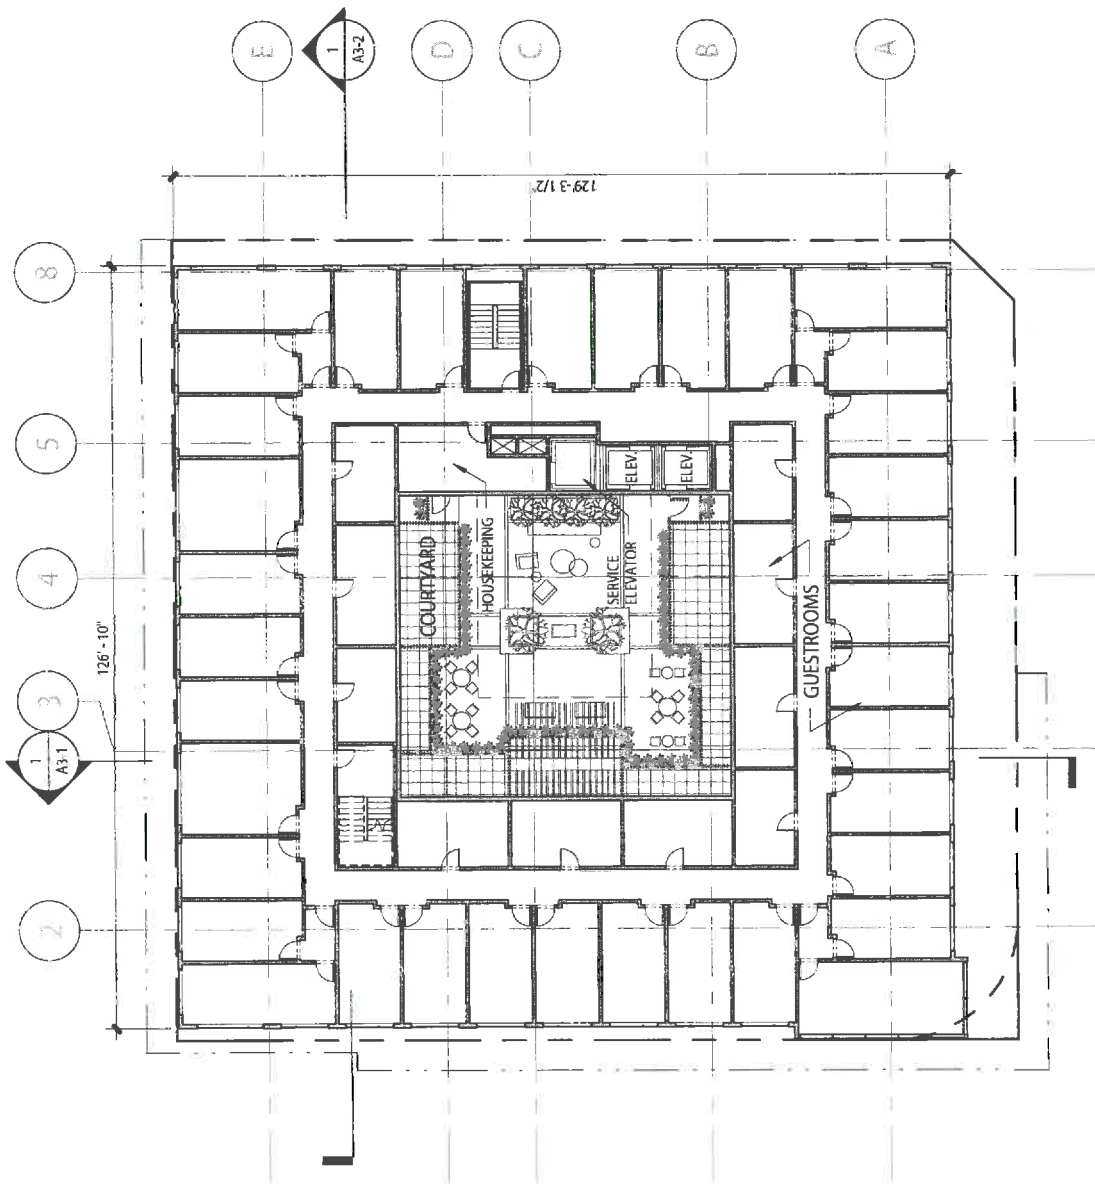 E
1
A3-2
D
C
B
A
129'-3 1/2"
8
5
4
3
2
126'-10"
1
A3-1
ELEV.
ELEV.
COURTYARD
HOUSEKEEPING
SERVICE
ELEVATOR
GUESTROOMS